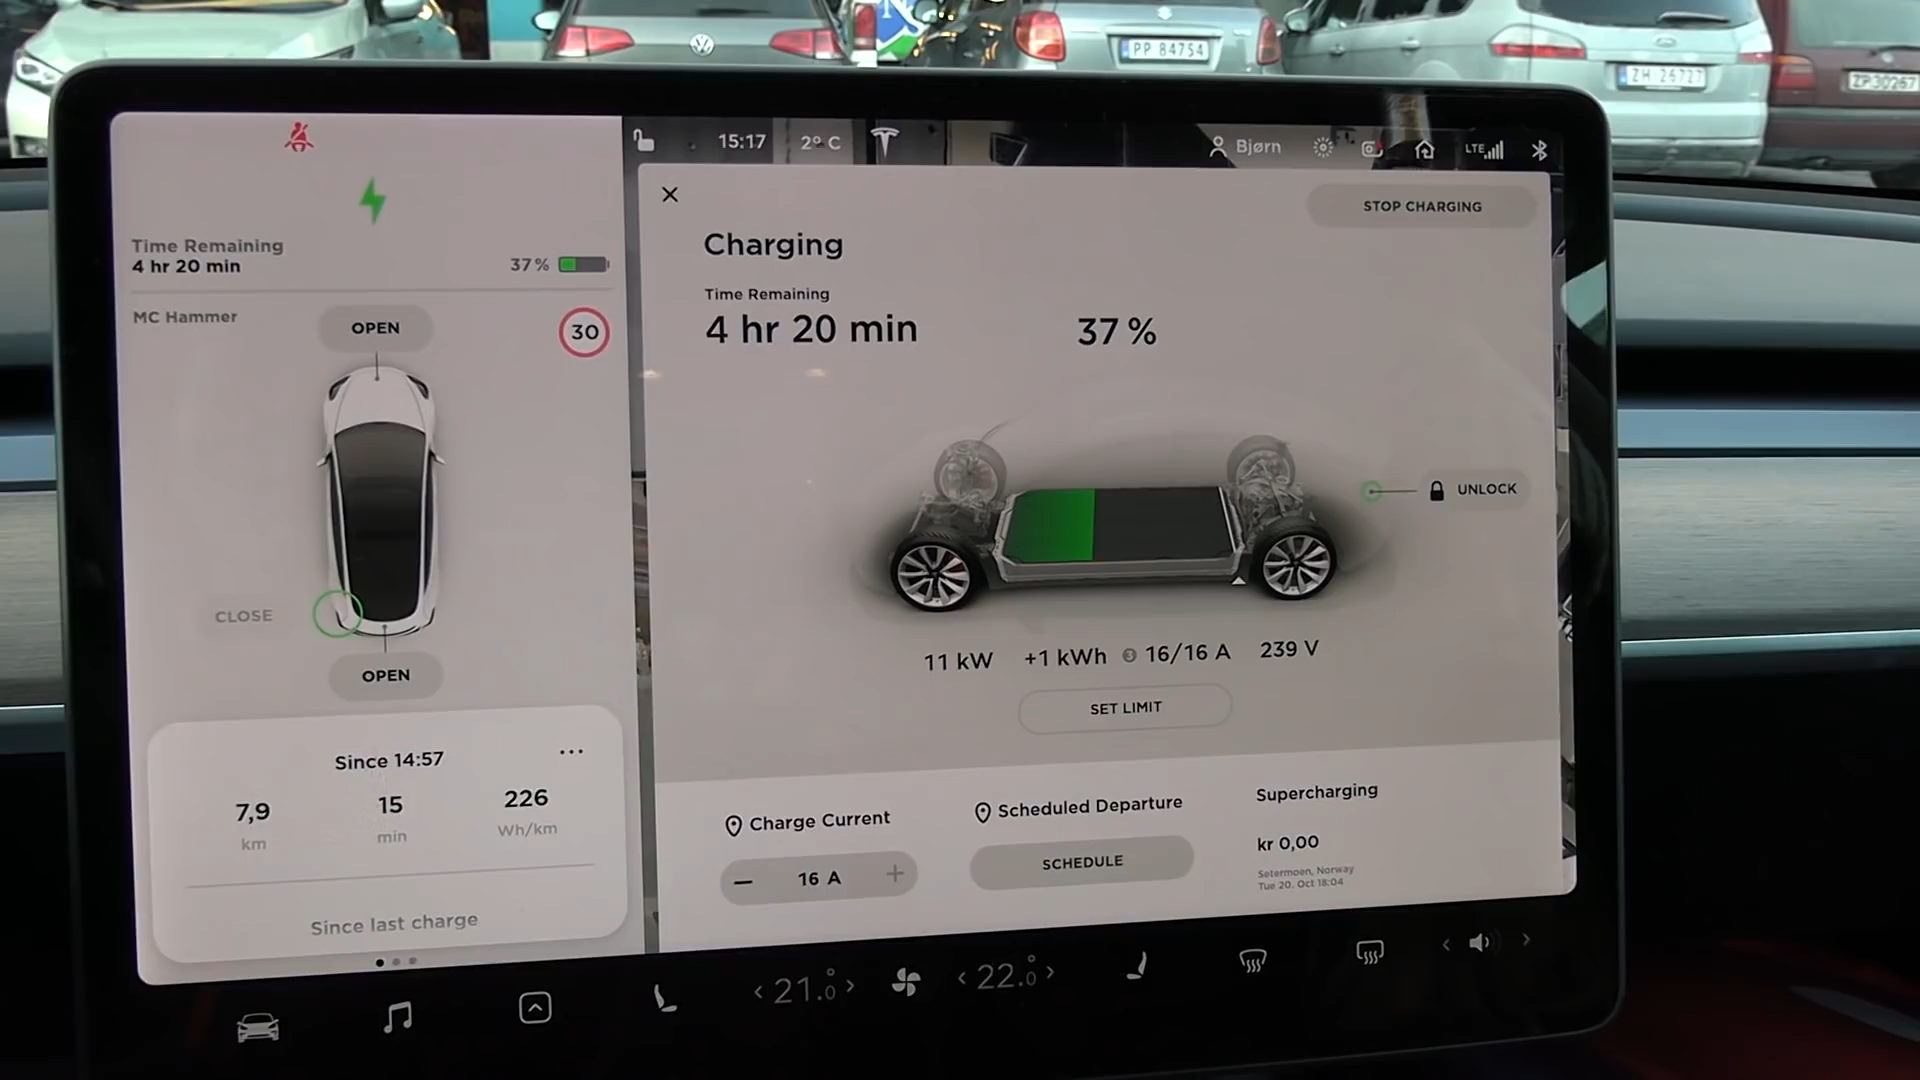 PP 84754
ZH 26727
ZP 30267
15:17
2° C
Bjørn
LTE
Time Remaining
4 hr 20 min
37 %
MC Hammer
OPEN
30
CLOSE
OPEN
Since 14:57
...
7,9
km
15
min
226
Wh/km
Since last charge
STOP CHARGING
Charging
Time Remaining
4 hr 20 min
37 %
UNLOCK
11 kW +1 kWh 3 16/16 A 239 V
SET LIMIT
Charge Current
16 A
Scheduled Departure
SCHEDULE
Supercharging
kr 0,00
Setermoen, Norway
Tue 20. Oct 18:04
21.0°
22.0°